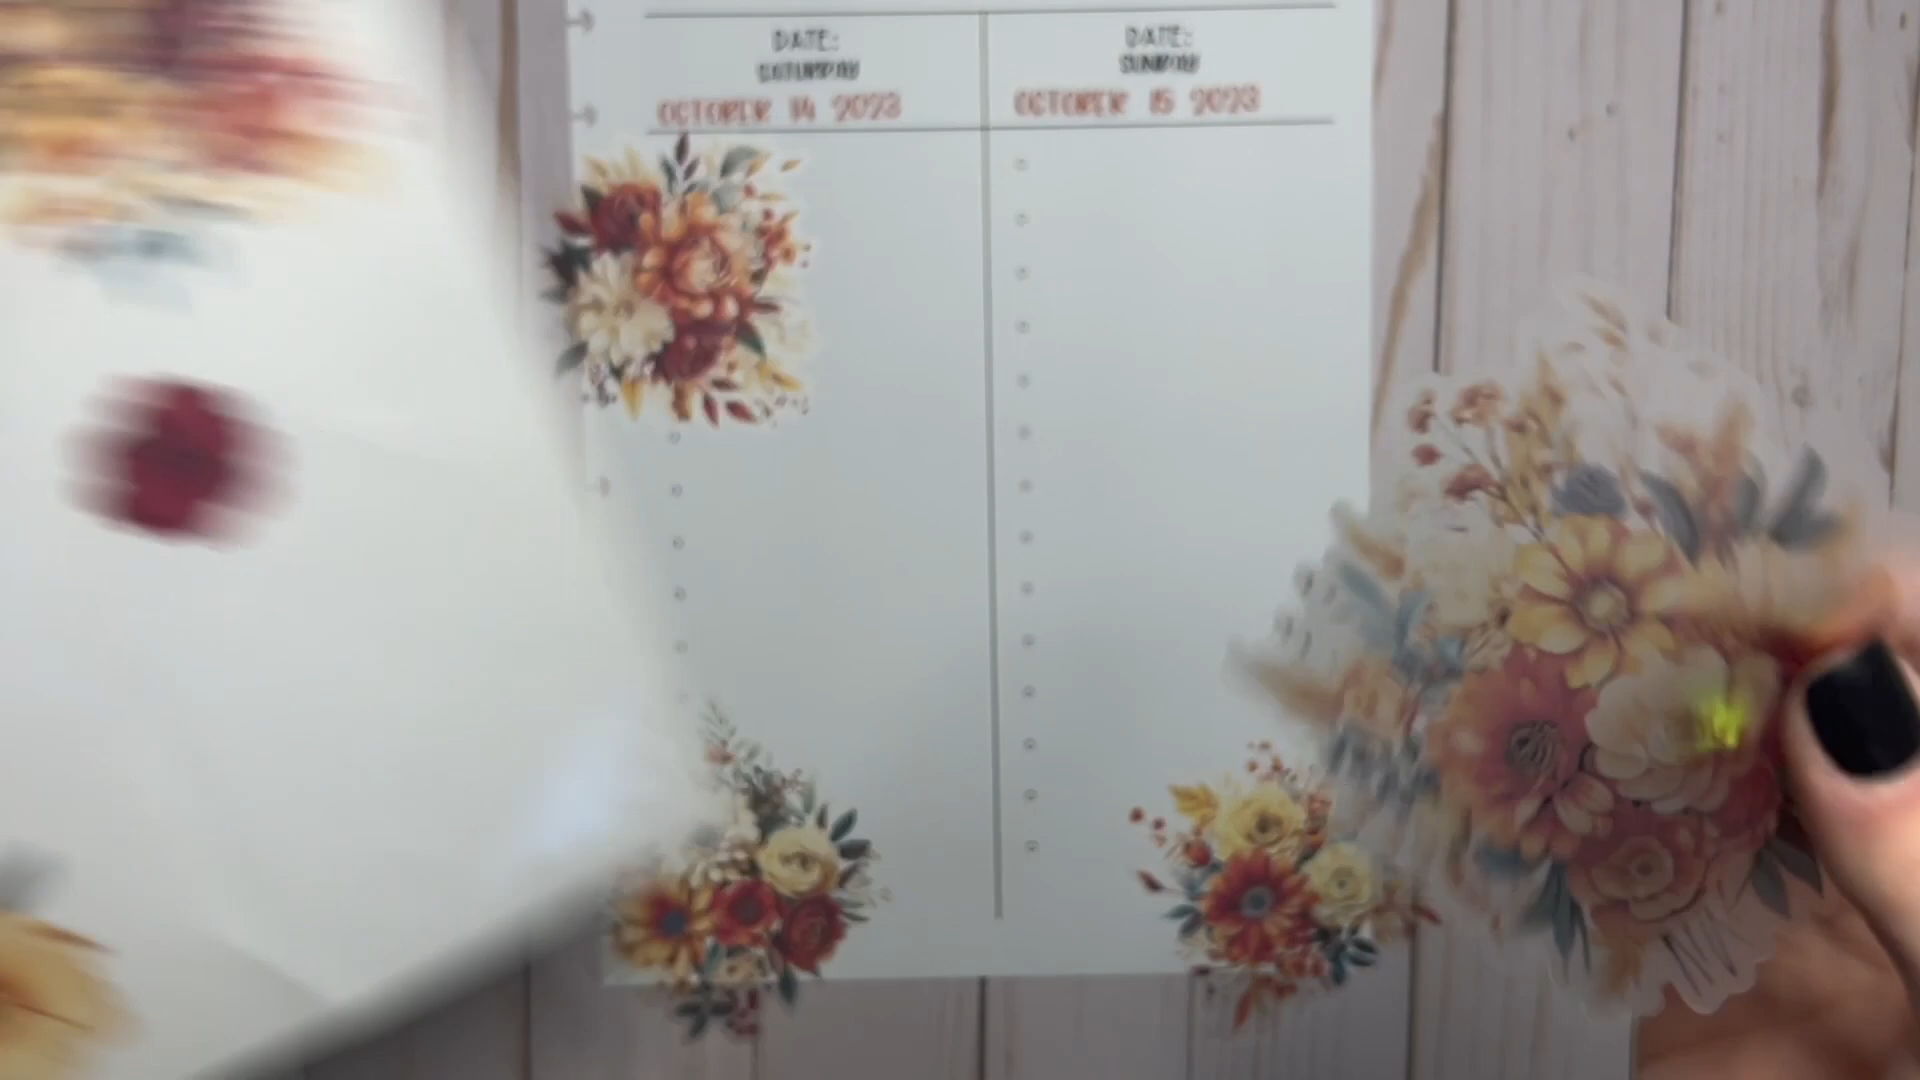 DATE:
SATURDAY
OCTOBER 14 2023
DATE:
SUNDAY
OCTOBER 15 2023